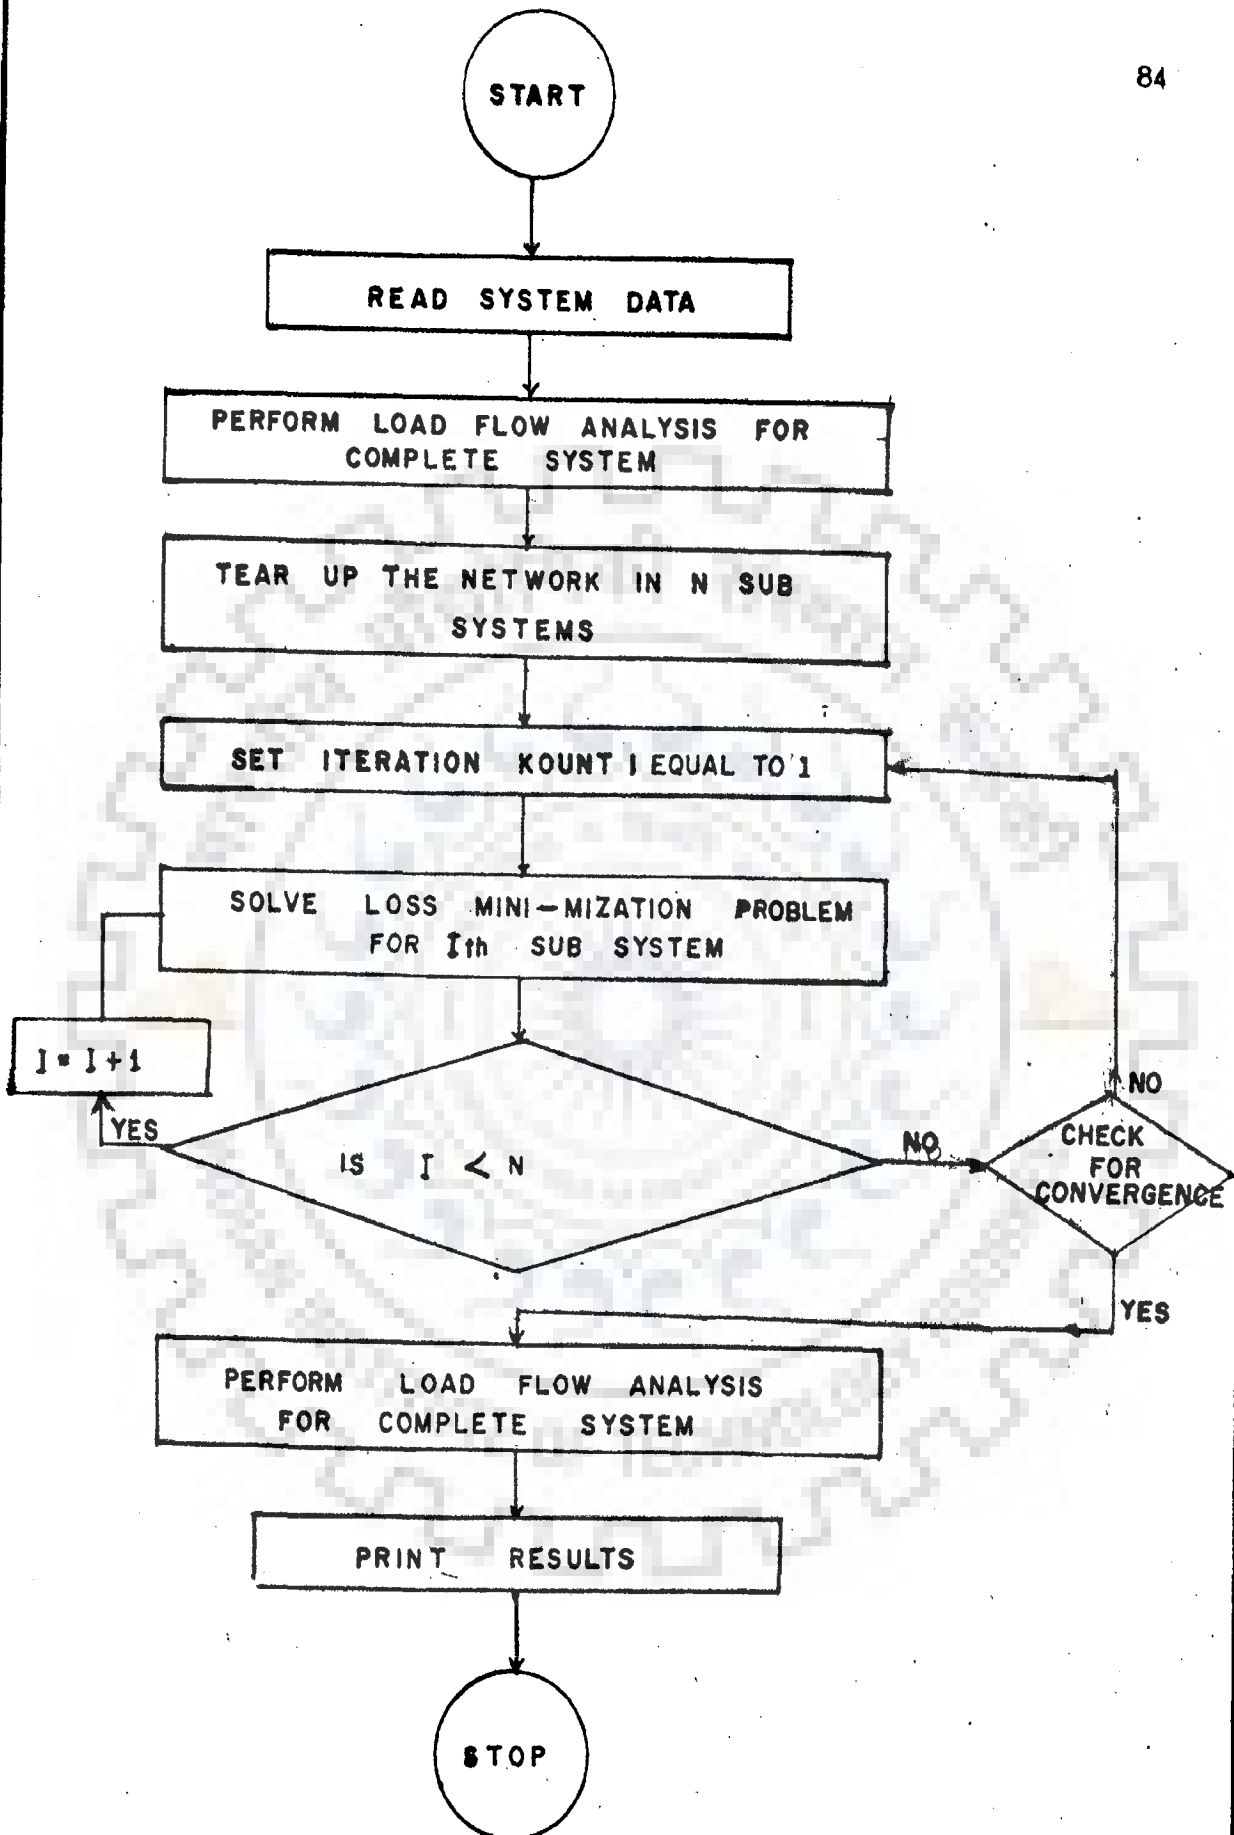 84
START
READ SYSTEM DATA
PERFORM LOAD FLOW ANALYSIS FOR
COMPLETE SYSTEM
TEAR UP THE NETWORK IN N SUB
SYSTEMS
SET ITERATION KOUNT I EQUAL TO 1
SOLVE LOSS MINI-MIZATION PROBLEM
FOR Ith SUB SYSTEM
I = I + 1
YES
IS I < N
NO
CHECK
FOR
CONVERGENCE
NO
YES
PERFORM LOAD FLOW ANALYSIS
FOR COMPLETE SYSTEM
PRINT RESULTS
STOP